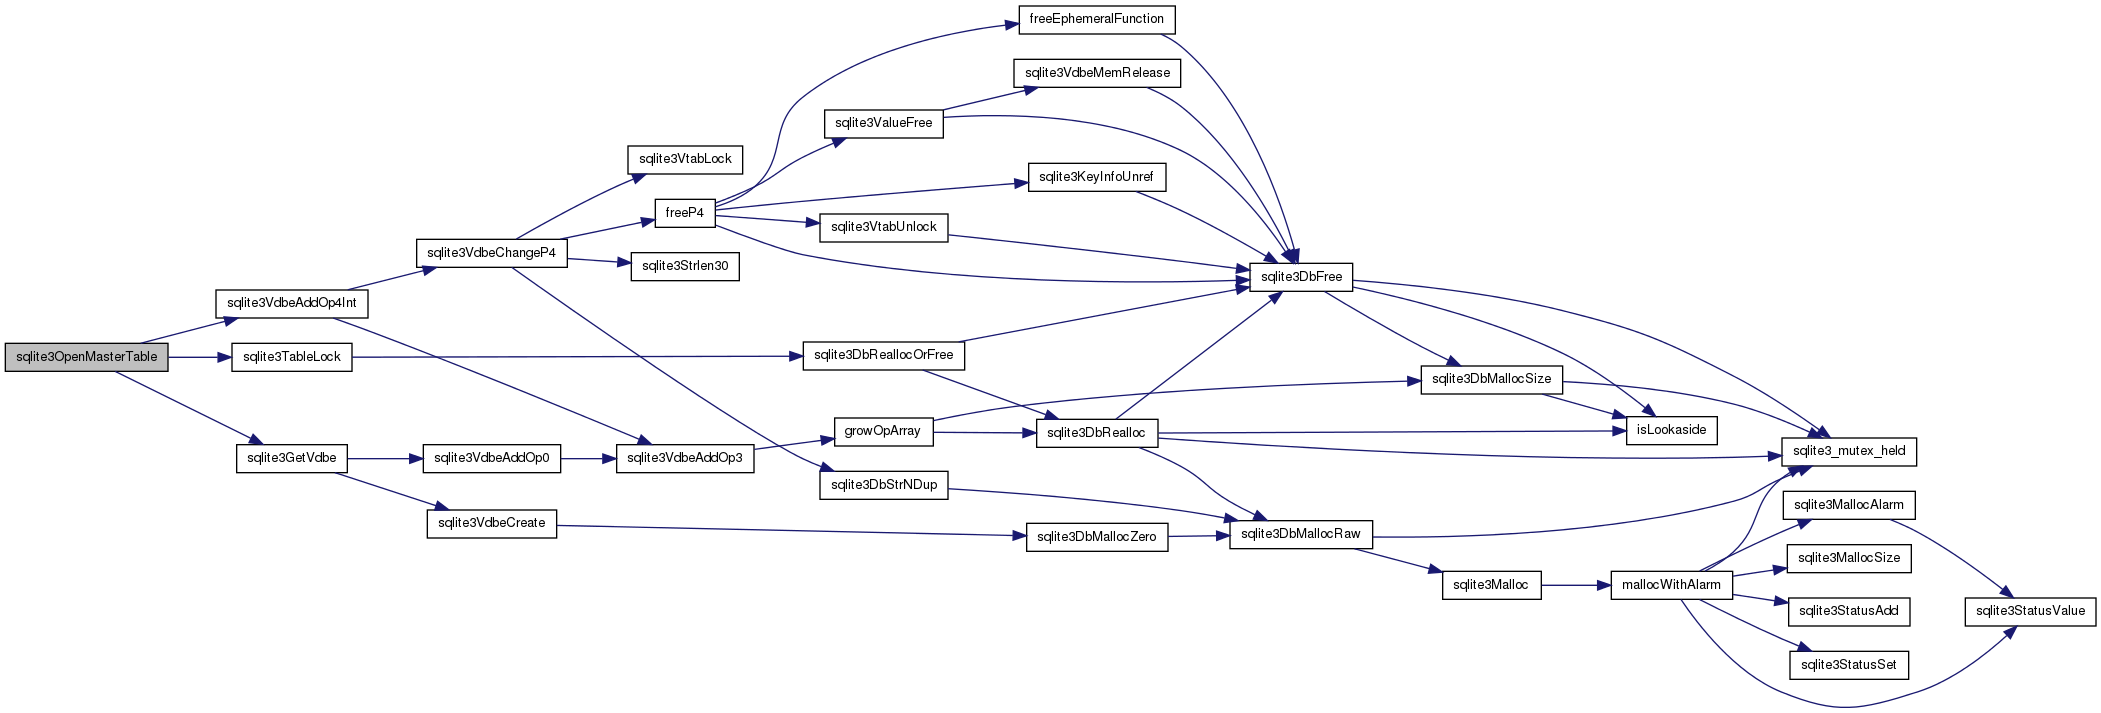 freeEphemeralFunction
sqlite3VdbeMemRelease
sqlite3ValueFree
sqlite3VtabLock
sqlite3KeyInfoUnref
freeP4
sqlite3VtabUnlock
sqlite3VdbeChangeP4
sqlite3Strlen30
sqlite3DbFree
sqlite3VdbeAddOp4Int
sqlite3OpenMasterTable
sqlite3TableLock
sqlite3DbReallocOrFree
sqlite3DbMallocSize
growOpArray
sqlite3DbRealloc
isLookaside
sqlite3_mutex_held
sqlite3GetVdbe
sqlite3VdbeAddOp0
sqlite3VdbeAddOp3
sqlite3DbStrNDup
sqlite3MallocAlarm
sqlite3VdbeCreate
sqlite3DbMallocZero
sqlite3DbMallocRaw
sqlite3MallocSize
sqlite3Malloc
mallocWithAlarm
sqlite3StatusAdd
sqlite3StatusValue
sqlite3StatusSet